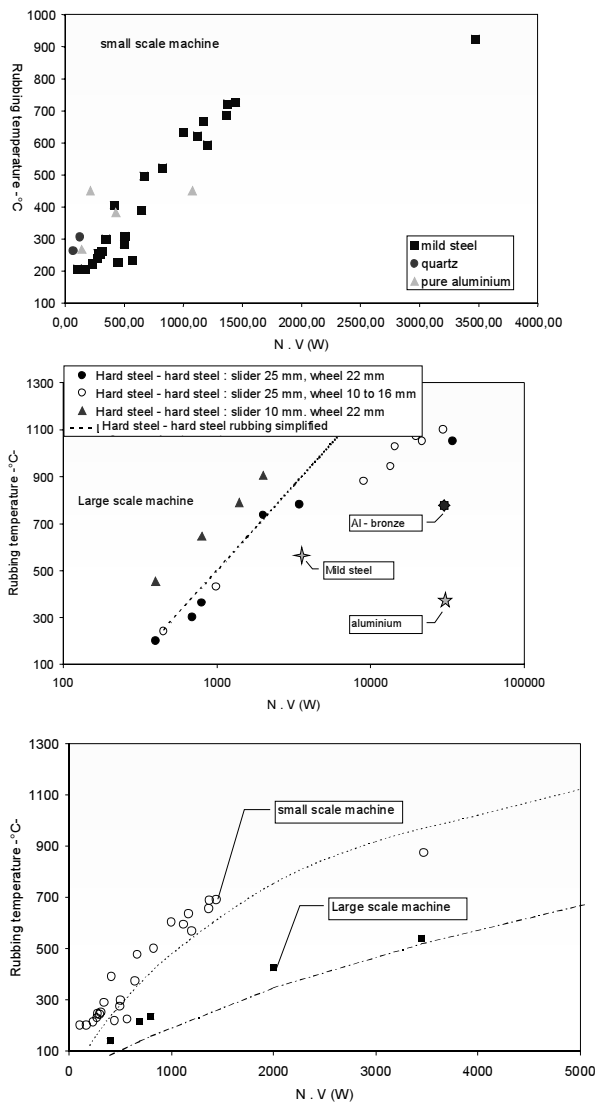 1000
small scale machine
900
800
700
600
500
400
300
200
100
Rubbing temperature -°C
mild steel
quartz
pure aluminium
0,00 500,00 1000,00 1500,00 2000,00 2500,00 3000,00 3500,00 4000,00
N . V (W)
Hard steel - hard steel : slider 25 mm, wheel 22 mm
Hard steel - hard steel : slider 25 mm, wheel 10 to 16 mm
Hard steel - hard steel : slider 10 mm. wheel 22 mm
Hard steel - hard steel rubbing simplified
1300
1100
900
700
500
300
100
Rubbing temperature -°C-
Large scale machine
Al - bronze
Mild steel
aluminium
100 1000 10000 100000
N . V (W)
1300
1100
900
700
500
300
100
Rubbing temperature -°C-
small scale machine
Large scale machine
0 1000 2000 3000 4000 5000
N . V (W)